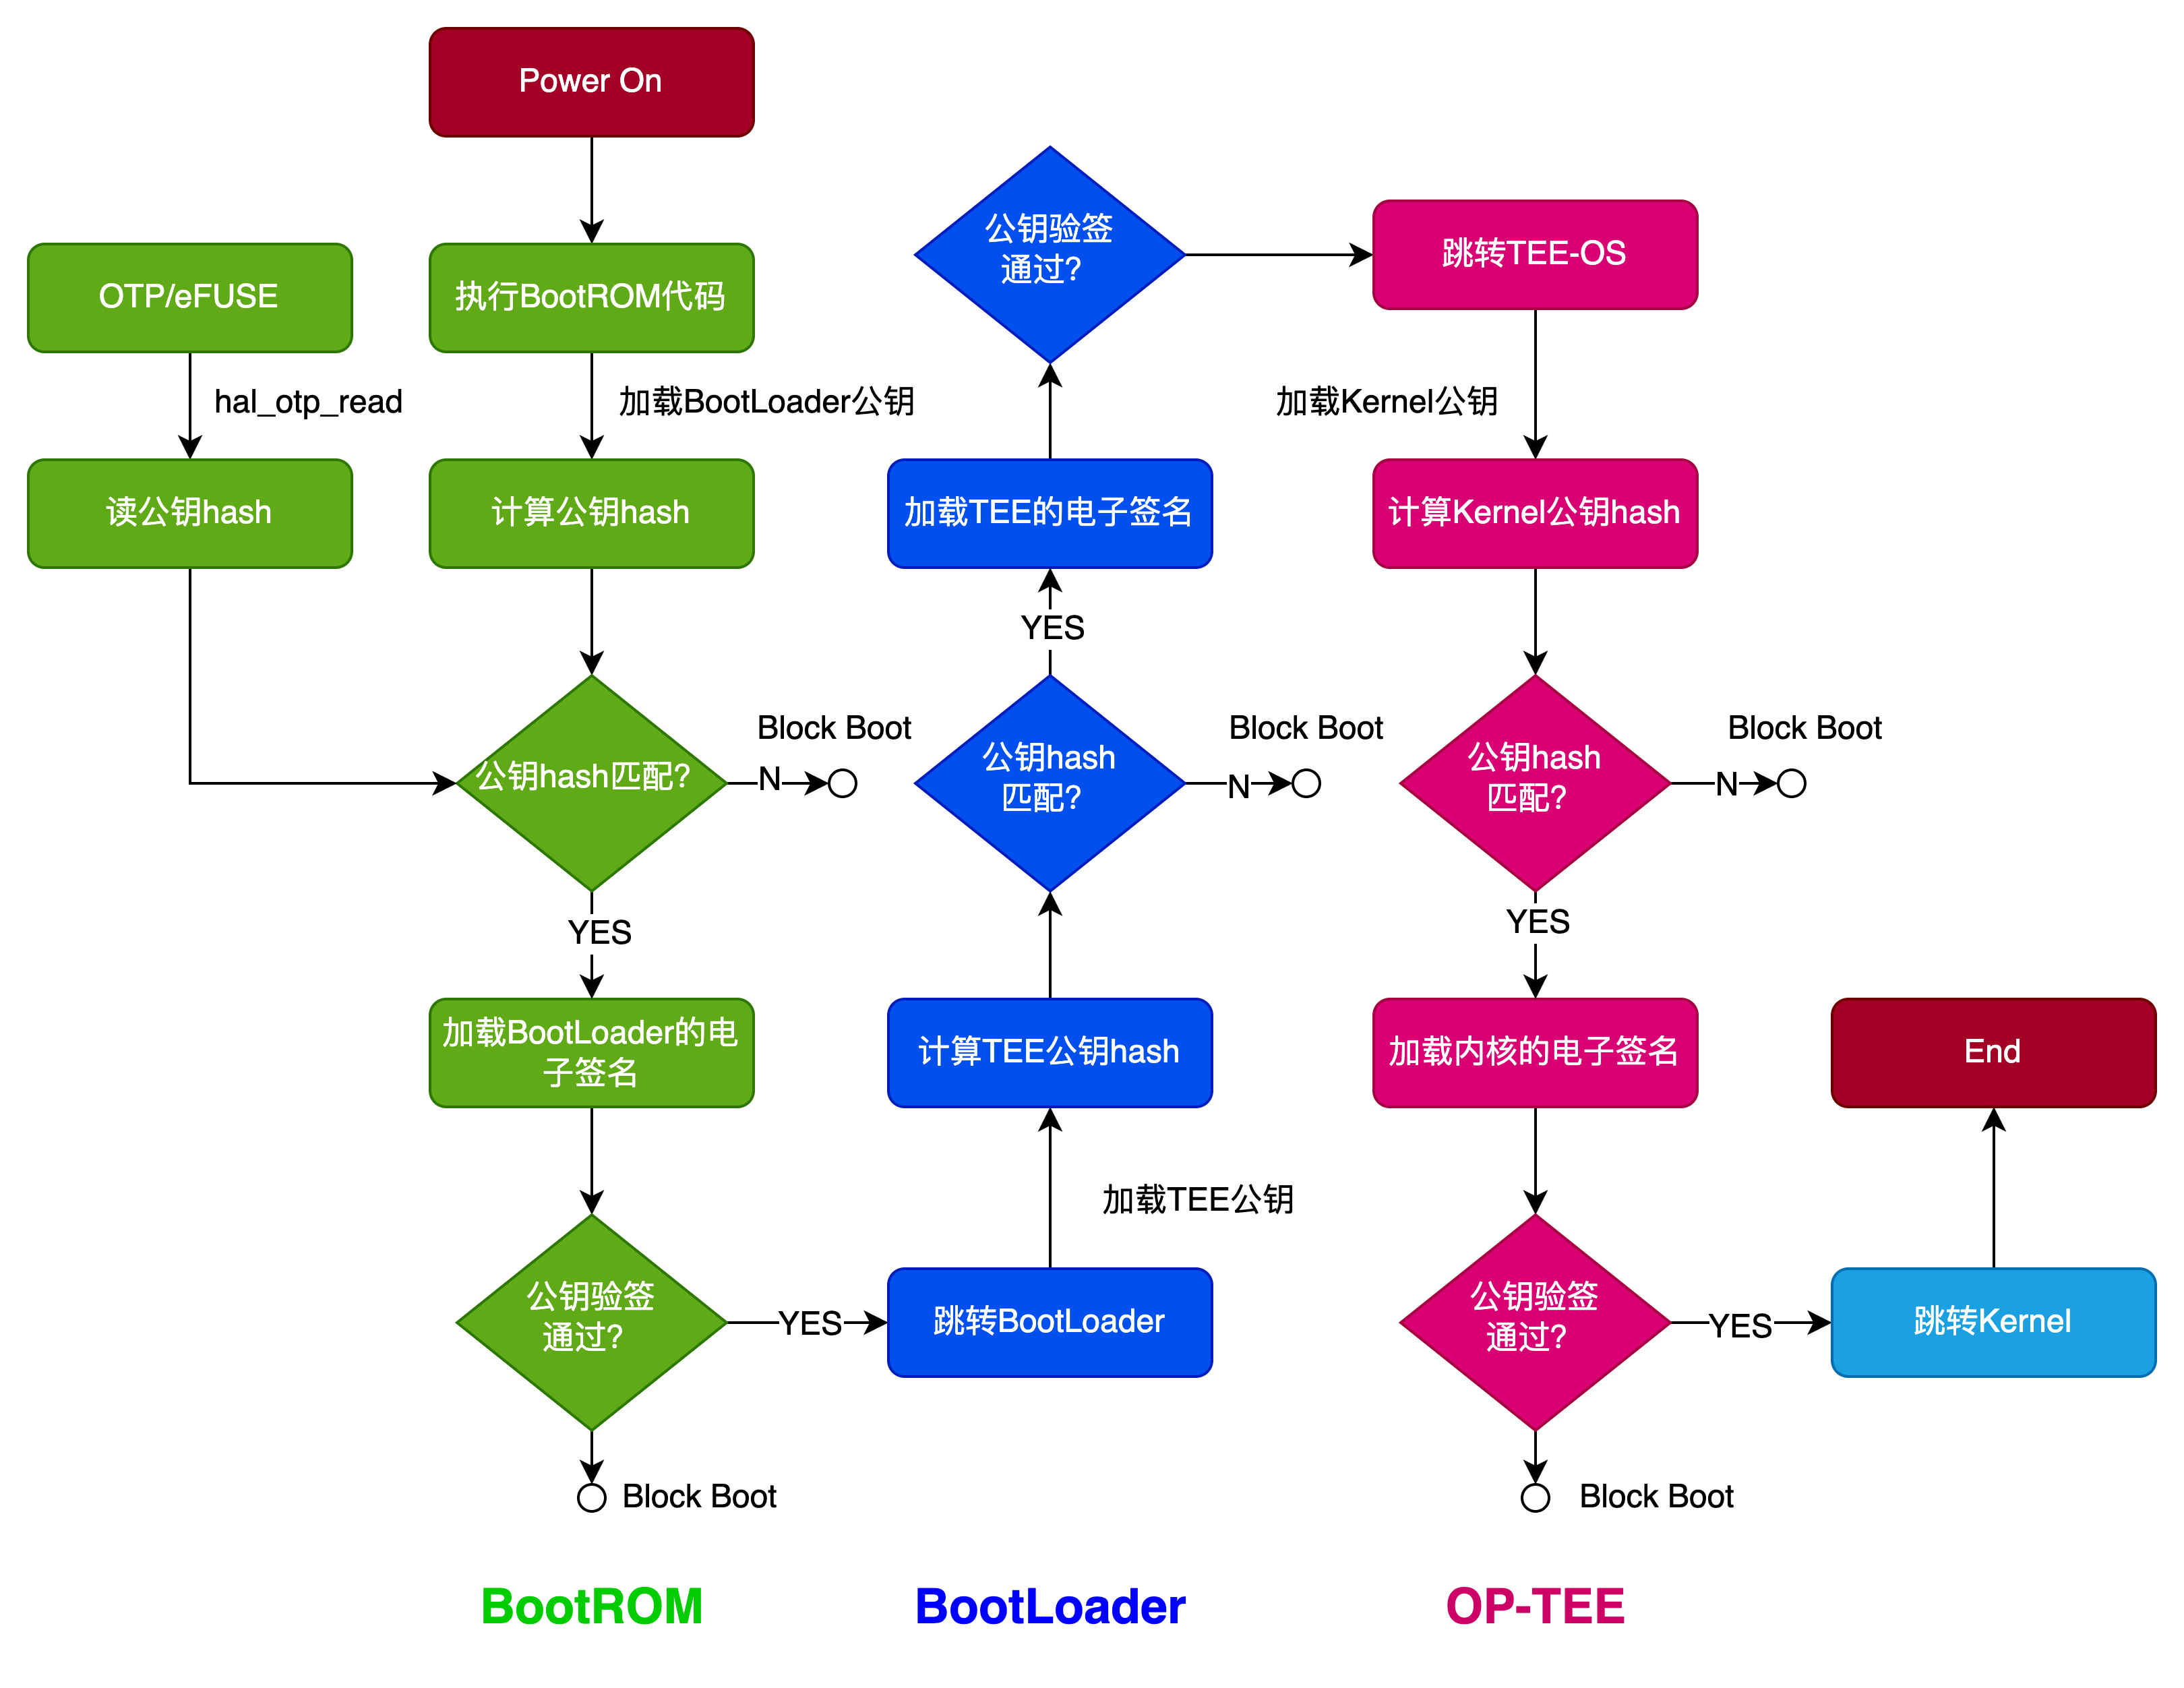 Power On
OTP/eFUSE
hal_otp_read
读公钥hash
执行BootROM代码
加载BootLoader公钥
计算公钥hash
公钥hash匹配?
N
Block Boot
YES
加载BootLoader的电
子签名
公钥验签
通过?
Block Boot
YES
跳转BootLoader
加载TEE公钥
计算TEE公钥hash
公钥hash
匹配?
N
Block Boot
YES
加载TEE的电子签名
公钥验签
通过?
跳转TEE-OS
加载Kernel公钥
计算Kernel公钥hash
公钥hash
匹配?
N
Block Boot
YES
加载内核的电子签名
公钥验签
通过?
Block Boot
YES
跳转Kernel
End
BootROM
BootLoader
OP-TEE